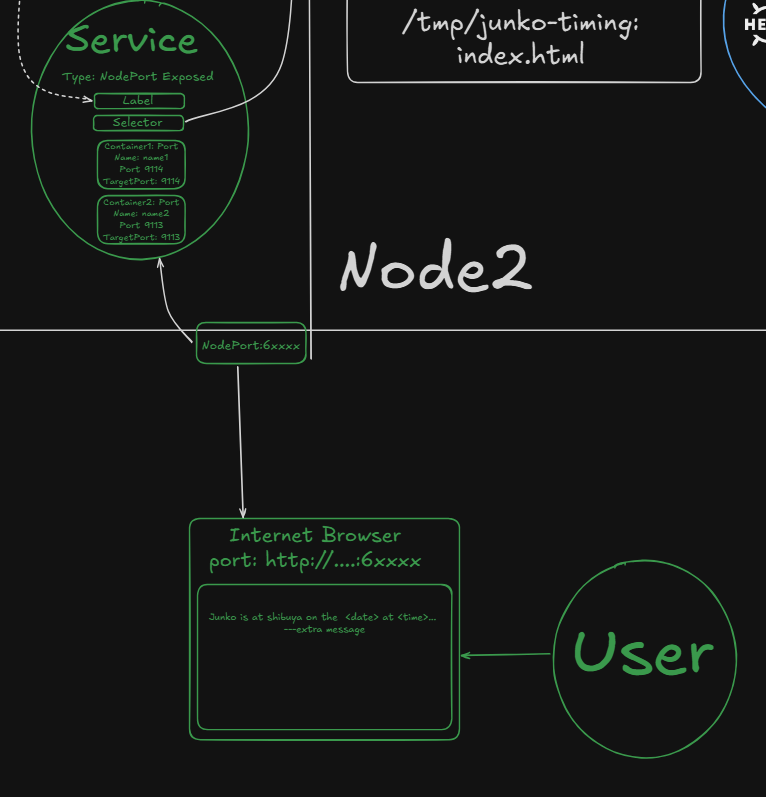 /tmp/junko-timing:
index.html
HE
Service
Type: NodePort Exposed
Label
Selector
Container1: Port
Name: name1
Port 9114
TargetPort: 9114
Container2: Port
Name: name2
Port 9113
TargetPort: 9113
Node2
NodePort:6xxxx
Internet Browser
port: http://....:6xxxx
Junko is at shibuya on the <date> at <time>...
---extra message
User